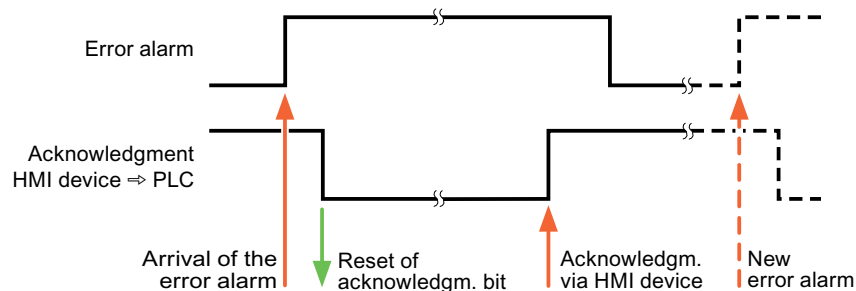 Error alarm
Acknowledgment
HMI device ⇨ PLC
Arrival of the
error alarm
Reset of
acknowledgm. bit
Acknowledgm.
via HMI device
New
error alarm